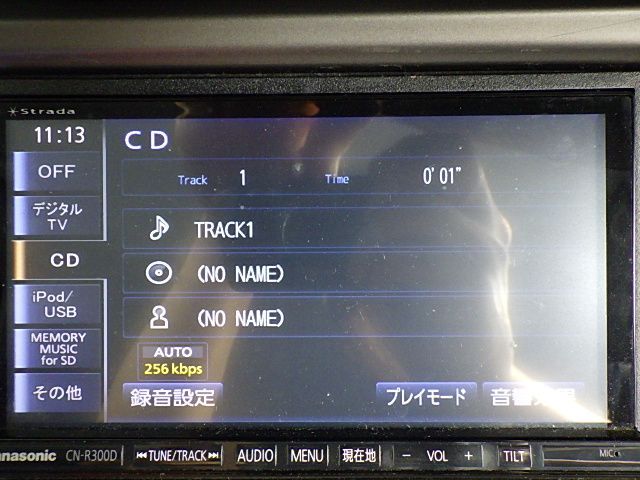 Strada
11:13
CD
OFF
Track 1 Time 0'01"
デジタル
TV
TRACK1
CD
(NO NAME)
iPod/
USB
(NO NAME)
MEMORY
MUSIC
for SD
AUTO
256 kbps
その他
録音設定
プレイモード
CN-R300D
TUNE/TRACK
AUDIO
MENU
現在地
− VOL +
TILT
MIC